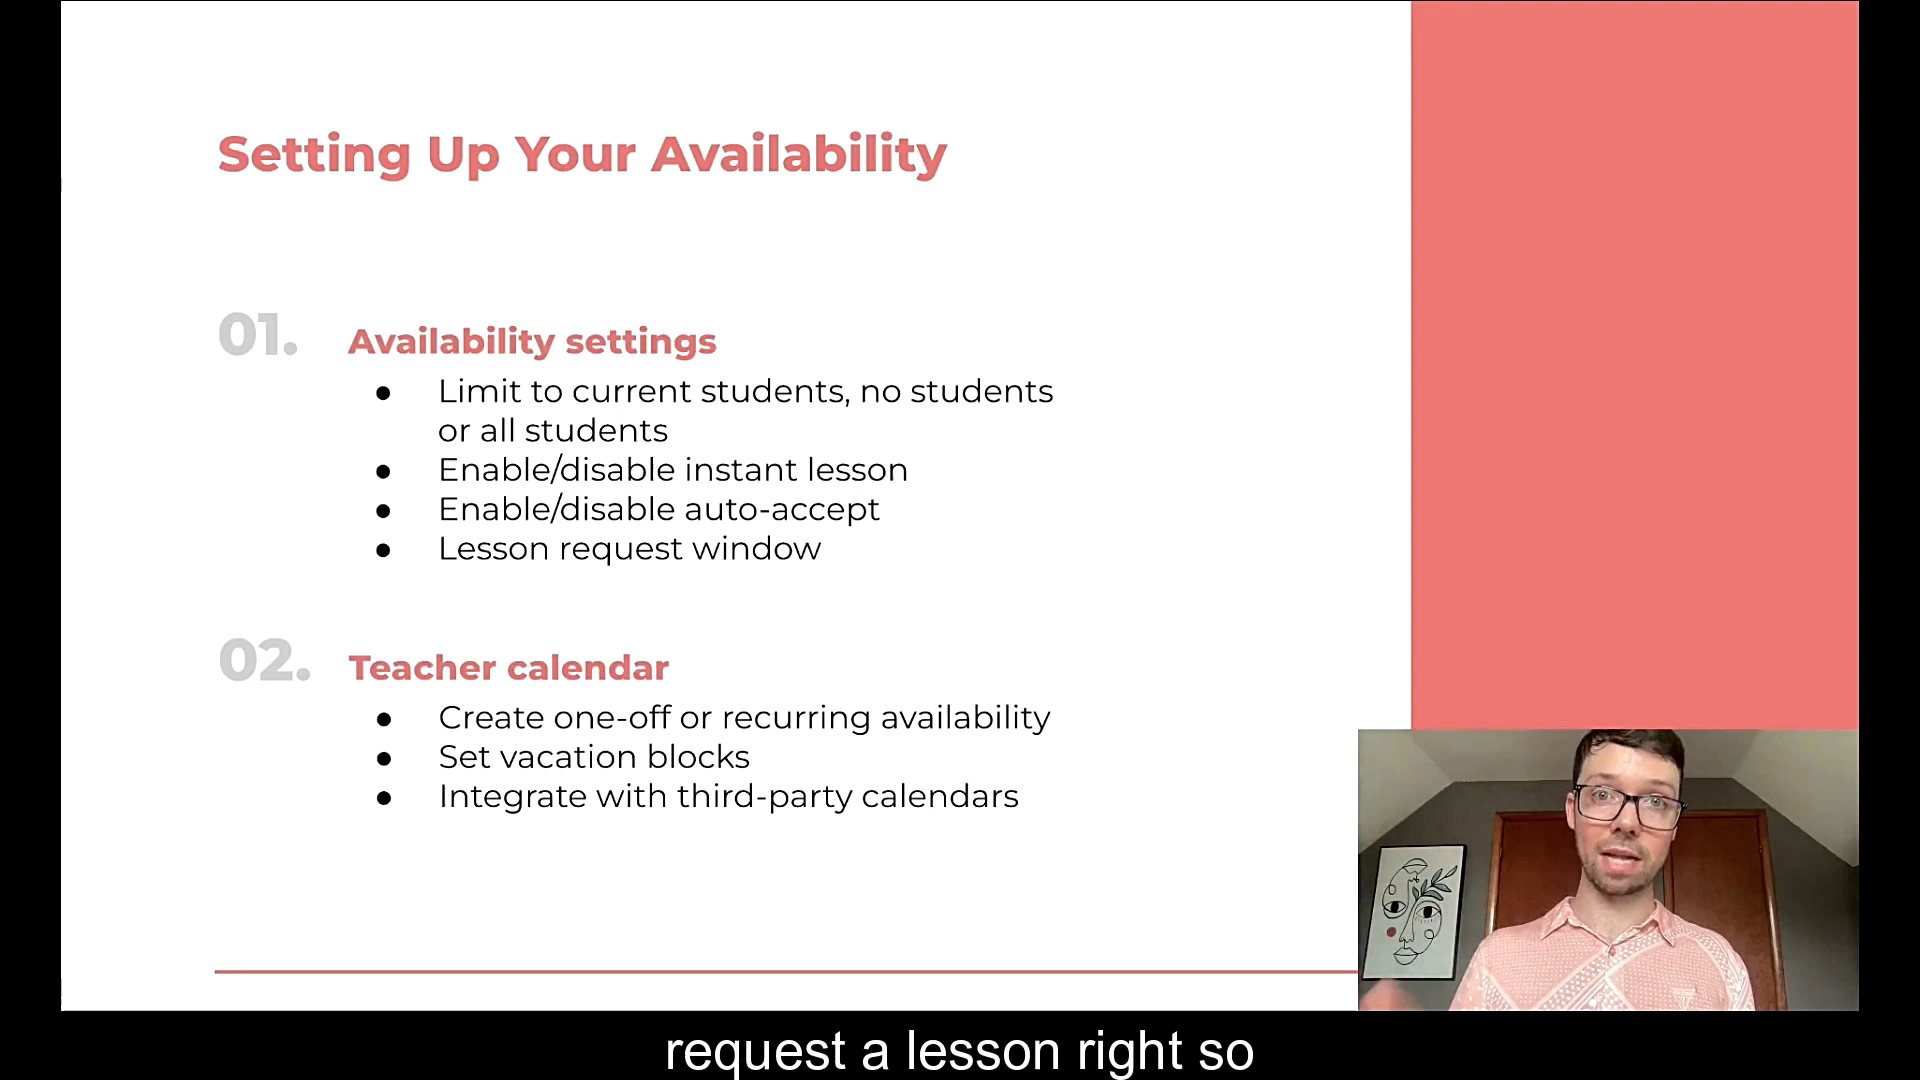 Setting Up Your Availability
01.
Availability settings
● Limit to current students, no students
or all students
● Enable/disable instant lesson
● Enable/disable auto-accept
● Lesson request window
02.
Teacher calendar
● Create one-off or recurring availability
● Set vacation blocks
● Integrate with third-party calendars
request a lesson right so